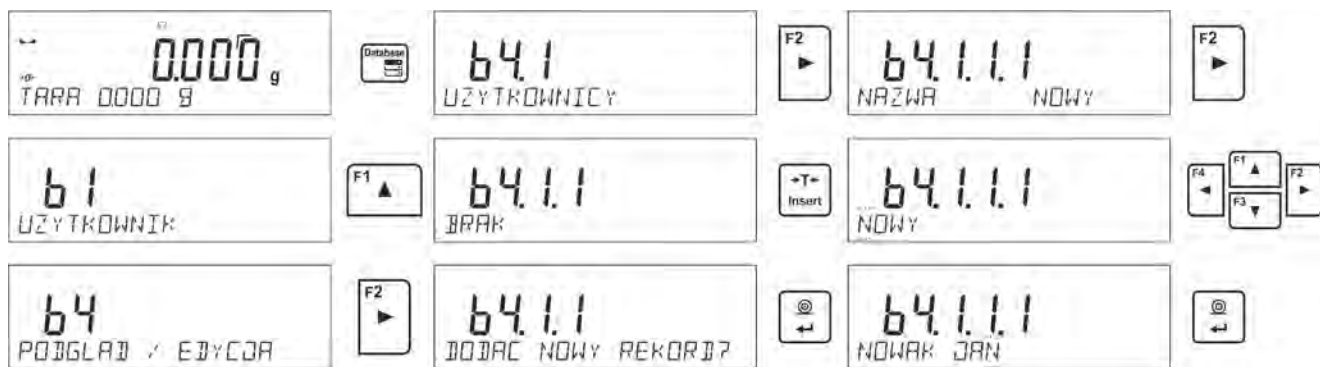 0.000 g
TARA 0.000 g
Database
b1
UZYTKOWNIK
F1
b4
PODGLAD / EDYCJA
F2
b4.1
UZYTKOWNICY
F2
b4.1.1
BRAK
→T←
Insert
b4.1.1
DODAC NOWY REKORD?
b4.1.1.1
NAZWA NOWY
F2
b4.1.1.1
NOWY
F1
F4
F2
F3
b4.1.1.1
NOWAK JAN